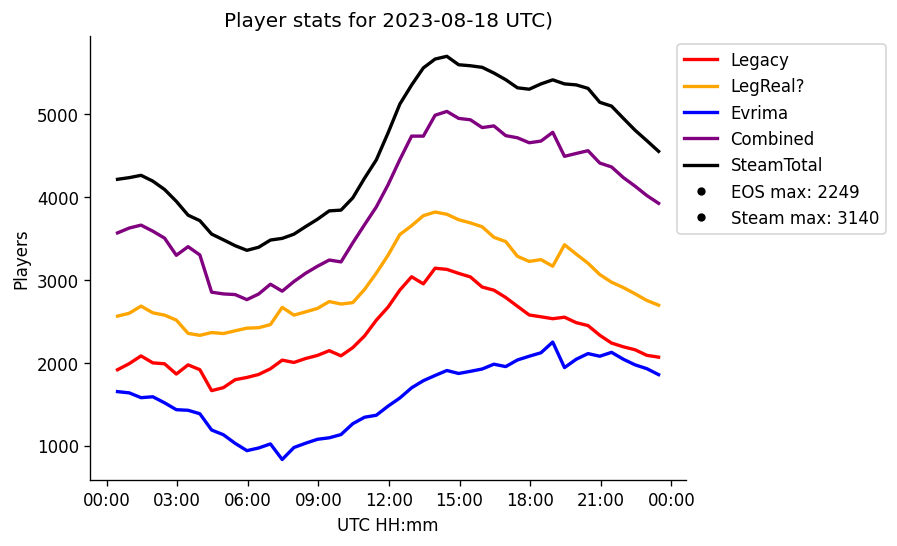 Player stats for 2023-08-18 UTC)
Legacy
LegReal?
Evrima
Combined
SteamTotal
EOS max: 2249
Steam max: 3140
Players
5000
4000
3000
2000
1000
00:00 03:00 06:00 09:00 12:00 15:00 18:00 21:00 00:00
UTC HH:mm